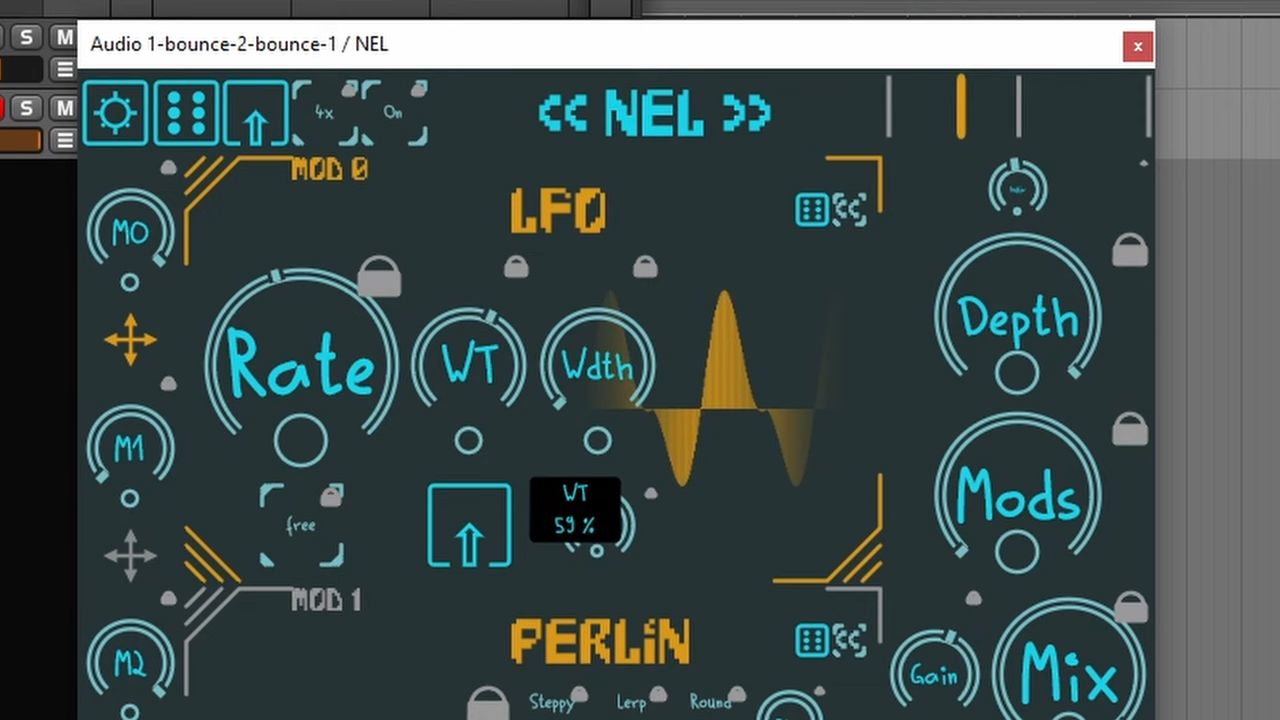 S M Audio 1-bounce-2-bounce-1 / NEL x
S M 4x On << NEL >>
MOD 0
LFO
M0
Rate WT Wdth Depth
M1
WT
59 %
free Mods
MOD 1
PERLiN
M2 Gain Mix
Steppy Lerp Round